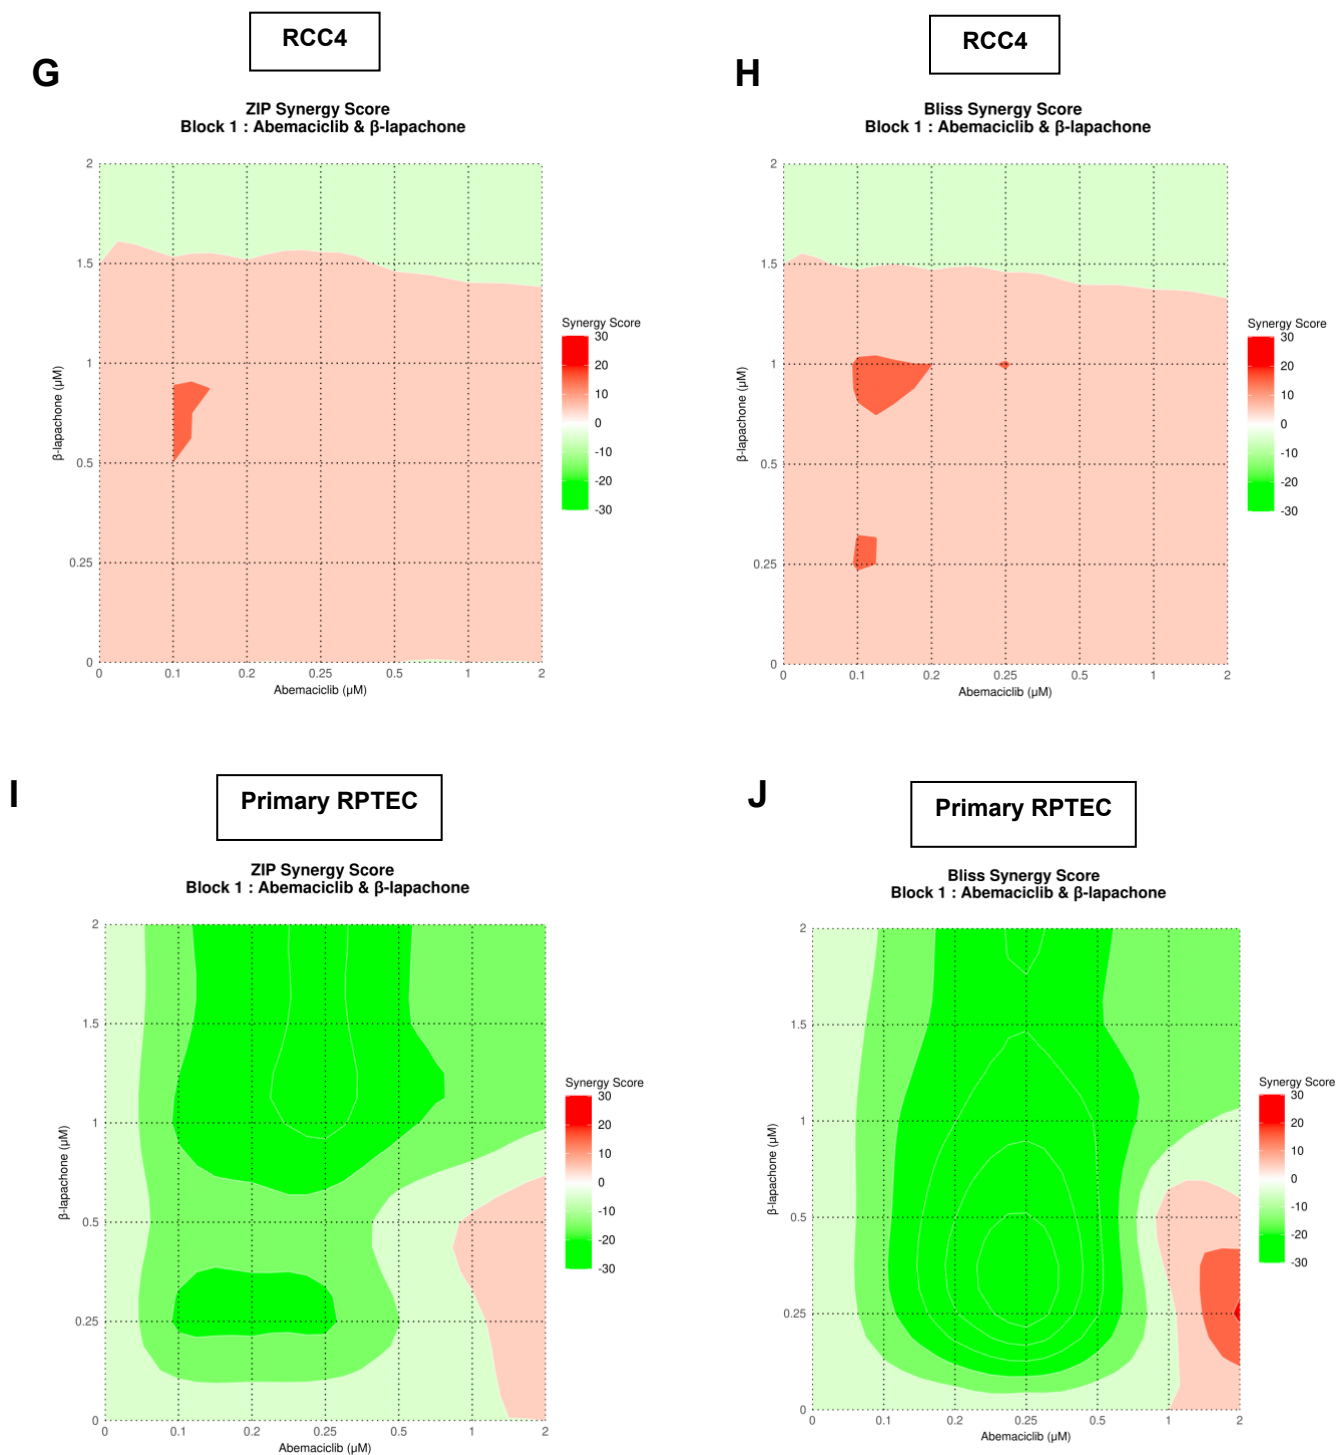 RCC4
G
ZIP Synergy Score
Block 1 : Abemaciclib & β-lapachone
2
1.5
1
0.5
0.25
0
β-lapachone (µM)
0 0.1 0.2 0.25 0.5 1 2
Abemaciclib (µM)
Synergy Score
30
20
10
0
-10
-20
-30
RCC4
H
Bliss Synergy Score
Block 1 : Abemaciclib & β-lapachone
2
1.5
1
0.5
0.25
0
β-lapachone (µM)
0 0.1 0.2 0.25 0.5 1 2
Abemaciclib (µM)
Synergy Score
30
20
10
0
-10
-20
-30
I
Primary RPTEC
ZIP Synergy Score
Block 1 : Abemaciclib & β-lapachone
2
1.5
1
0.5
0.25
0
β-lapachone (µM)
0 0.1 0.2 0.25 0.5 1 2
Abemaciclib (µM)
Synergy Score
30
20
10
0
-10
-20
-30
J
Primary RPTEC
Bliss Synergy Score
Block 1 : Abemaciclib & β-lapachone
2
1.5
1
0.5
0.25
0
β-lapachone (µM)
0 0.1 0.2 0.25 0.5 1 2
Abemaciclib (µM)
Synergy Score
30
20
10
0
-10
-20
-30